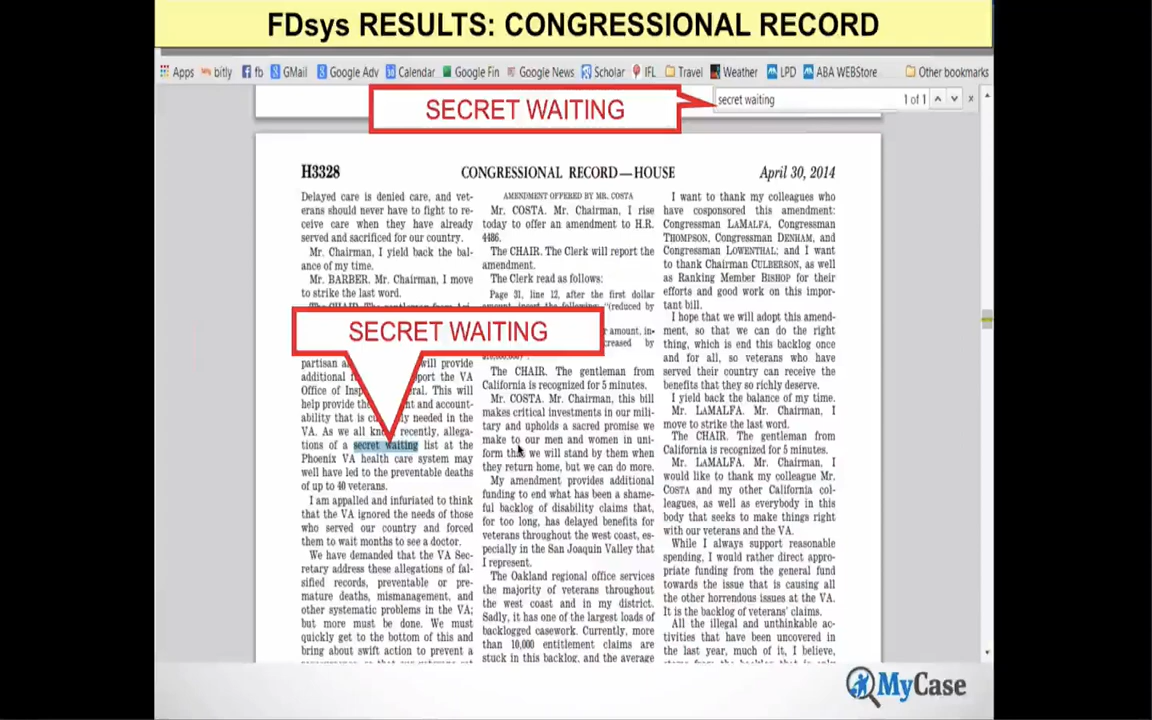 FDsys RESULTS: CONGRESSIONAL RECORD
Apps bitly fb GMail Google Adv Calendar Google Fin Google News Scholar IFL Travel Weather LPD ABA WEBStore Other bookmarks
secret waiting 1 of 1
SECRET WAITING
H3328 CONGRESSIONAL RECORD—HOUSE April 30, 2014
Delayed care is denied care, and vet-
erans should never have to fight to re-
ceive care when they have already
served and sacrificed for our country.
Mr. Chairman, I yield back the bal-
ance of my time.
Mr. BARBER. Mr. Chairman, I move
to strike the last word.
SECRET WAITING
partisan
will provide
additional
port the VA
Office of
eral. This will
help provide
and account-
ability that is
needed in the
VA. As we all
recently, allega-
tions of a secret waiting list at the
Phoenix VA health care system may
well have led to the preventable deaths
of up to 40 veterans.
I am appalled and infuriated to think
that the VA ignored the needs of those
who served our country and forced
them to wait months to see a doctor.
We have demanded that the VA Sec-
retary address these allegations of fal-
sified records, preventable or pre-
mature deaths, mismanagement, and
other systematic problems in the VA;
but more must be done. We must
quickly get to the bottom of this and
bring about swift action to prevent a
AMENDMENT OFFERED BY MR. COSTA
Mr. COSTA. Mr. Chairman, I rise
today to offer an amendment to H.R.
4486.
The CHAIR. The Clerk will report the
amendment.
The Clerk read as follows:
Page 31, line 12, after the first dollar
"(reduced by
amount, in-
creased by
The CHAIR. The gentleman from
California is recognized for 5 minutes.
Mr. COSTA. Mr. Chairman, this bill
makes critical investments in our mili-
tary and upholds a sacred promise we
make to our men and women in uni-
form that we will stand by them when
they return home, but we can do more.
My amendment provides additional
funding to end what has been a shame-
ful backlog of disability claims that,
for too long, has delayed benefits for
veterans throughout the west coast, es-
pecially in the San Joaquin Valley that
I represent.
The Oakland regional office services
the majority of veterans throughout
the west coast and in my district.
Sadly, it has one of the largest loads of
backlogged casework. Currently, more
than 10,000 entitlement claims are
stuck in this backlog, and the average
I want to thank my colleagues who
have cosponsored this amendment:
Congressman LAMALFA, Congressman
THOMPSON, Congressman DENHAM, and
Congressman LOWENTHAL; and I want
to thank Chairman CULBERSON, as well
as Ranking Member BISHOP for their
efforts and good work on this impor-
tant bill.
I hope that we will adopt this amend-
ment, so that we can do the right
thing, which is end this backlog once
and for all, so veterans who have
served their country can receive the
benefits that they so richly deserve.
I yield back the balance of my time.
Mr. LAMALFA. Mr. Chairman, I
move to strike the last word.
The CHAIR. The gentleman from
California is recognized for 5 minutes.
Mr. LAMALFA. Mr. Chairman, I
would like to thank my colleague Mr.
COSTA and my other California col-
leagues, as well as everybody in this
body that seeks to make things right
with our veterans and the VA.
While I always support reasonable
spending, I would rather direct appro-
priate funding from the general fund
towards the issue that is causing all
the other horrendous issues at the VA.
It is the backlog of veterans' claims.
All the illegal and unthinkable ac-
tivities that have been uncovered in
the last year, much of it, I believe,
MyCase